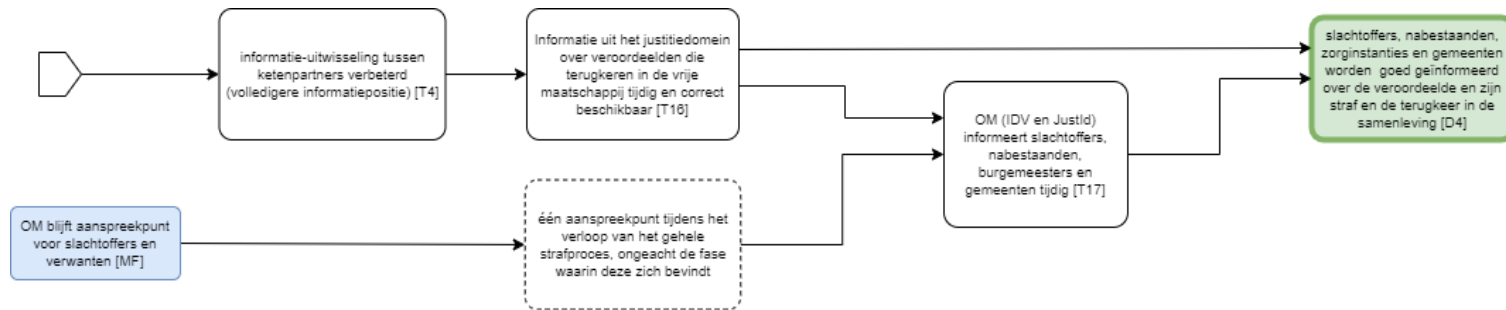 informatie-uitwisseling tussen
ketenpartners verbeterd
(volledigere informatiepositie) [T4]
Informatie uit het justitiedomein
over veroordeelden die
terugkeren in de vrije
maatschappij tijdig en correct
beschikbaar [T16]
OM (IDV en JustId)
informeert slachtoffers,
nabestaanden,
burgemeesters en
gemeenten tijdig [T17]
slachtoffers, nabestaanden,
zorginstanties en gemeenten
worden goed geïnformeerd
over de veroordeelde en zijn
straf en de terugkeer in de
samenleving [D4]
OM blijft aanspreekpunt
voor slachtoffers en
verwanten [MF]
één aanspreekpunt tijdens het
verloop van het gehele
strafproces, ongeacht de fase
waarin deze zich bevindt